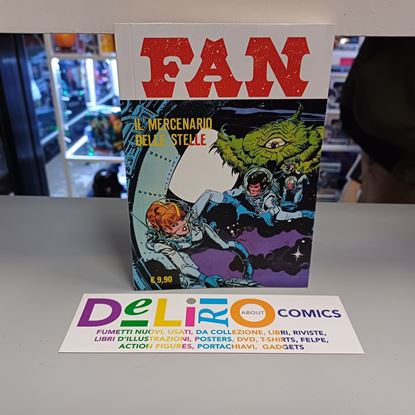 FAN
IL MERCENARIO
DELLE STELLE
€ 9,90
DeLiRiO
ABOUT
COMICS
FUMETTI NUOVI, USATI, DA COLLEZIONE, LIBRI, RIVISTE,
LIBRI D'ILLUSTRAZIONI, POSTERS, DVD, T-SHIRTS, FELPE,
ACTION FIGURES, PORTACHIAVI, GADGETS